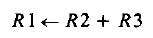 R1 ← R2 + R3